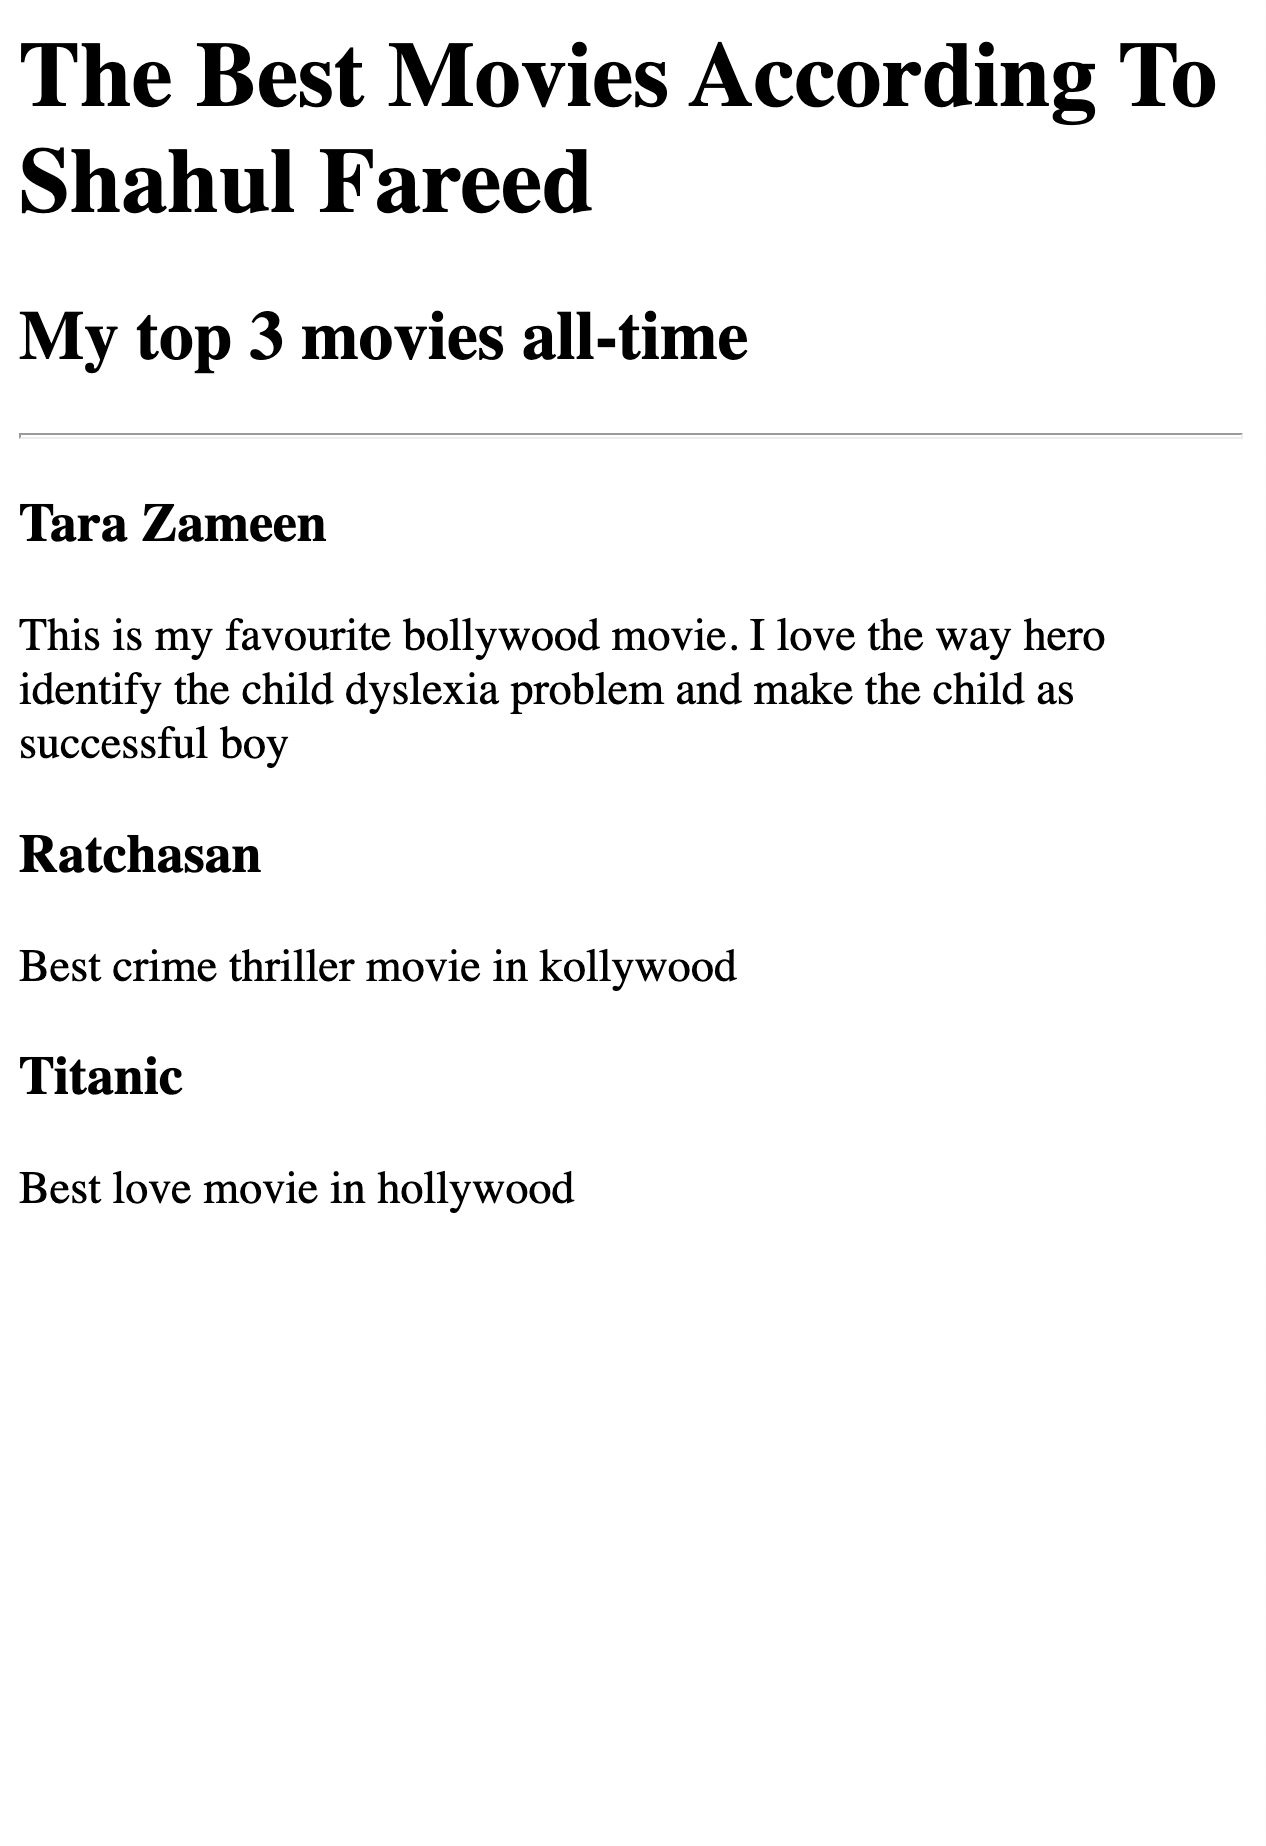 The Best Movies According To
Shahul Fareed
My top 3 movies all-time
Tara Zameen
This is my favourite bollywood movie. I love the way hero
identify the child dyslexia problem and make the child as
successful boy
Ratchasan
Best crime thriller movie in kollywood
Titanic
Best love movie in hollywood